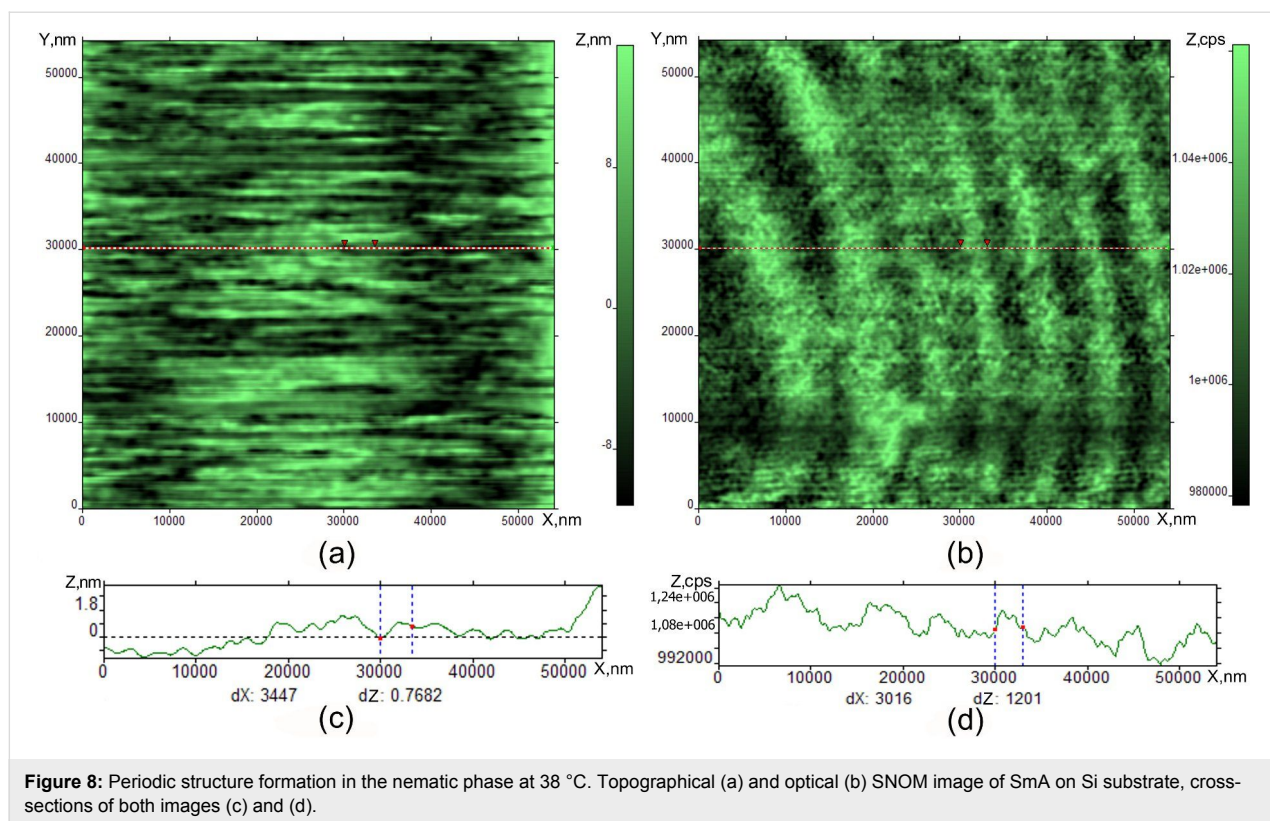 Y,nm
Z,nm
50000
40000
30000
20000
10000
0
8
0
-8
0 10000 20000 30000 40000 50000 X,nm
(a)
Y,nm
Z,cps
50000
40000
30000
20000
10000
0
1.04e+006
1.02e+006
1e+006
980000
0 10000 20000 30000 40000 50000 X,nm
(b)
Z,nm
1.8
0
0 10000 20000 30000 40000 50000 X,nm
dX: 3447 dZ: 0.7682
(c)
Z,cps
1,24e+006
1,08e+006
992000
0 10000 20000 30000 40000 50000 X,nm
dX: 3016 dZ: 1201
(d)
Figure 8: Periodic structure formation in the nematic phase at 38 °C. Topographical (a) and optical (b) SNOM image of SmA on Si substrate, cross-
sections of both images (c) and (d).